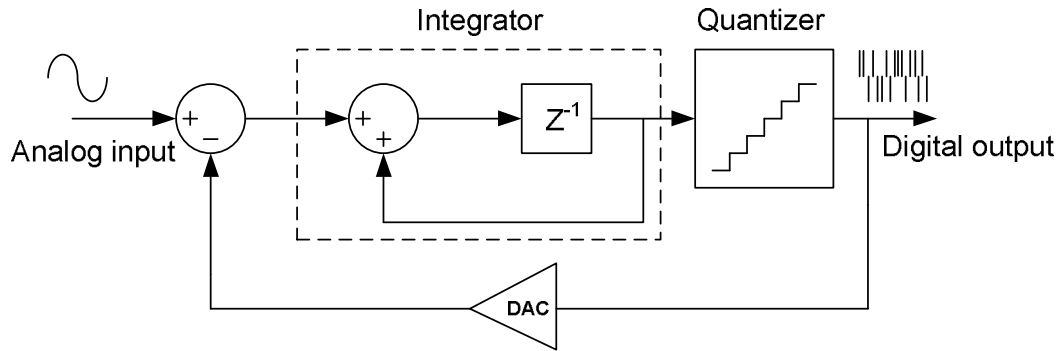 Integrator
Quantizer
+
−
Analog input
+
+
Z⁻¹
Digital output
DAC